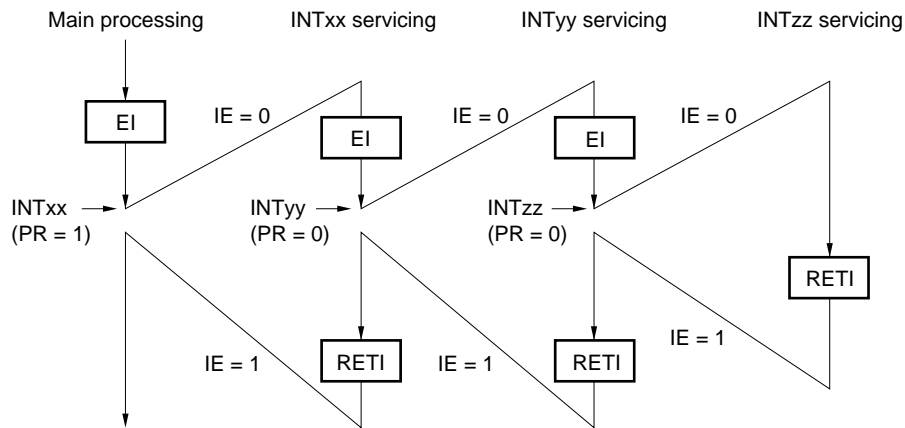 Main processing
INTxx servicing
INTyy servicing
INTzz servicing
EI
IE = 0
EI
IE = 0
EI
IE = 0
INTxx
(PR = 1)
INTyy
(PR = 0)
INTzz
(PR = 0)
RETI
IE = 1
RETI
IE = 1
RETI
IE = 1